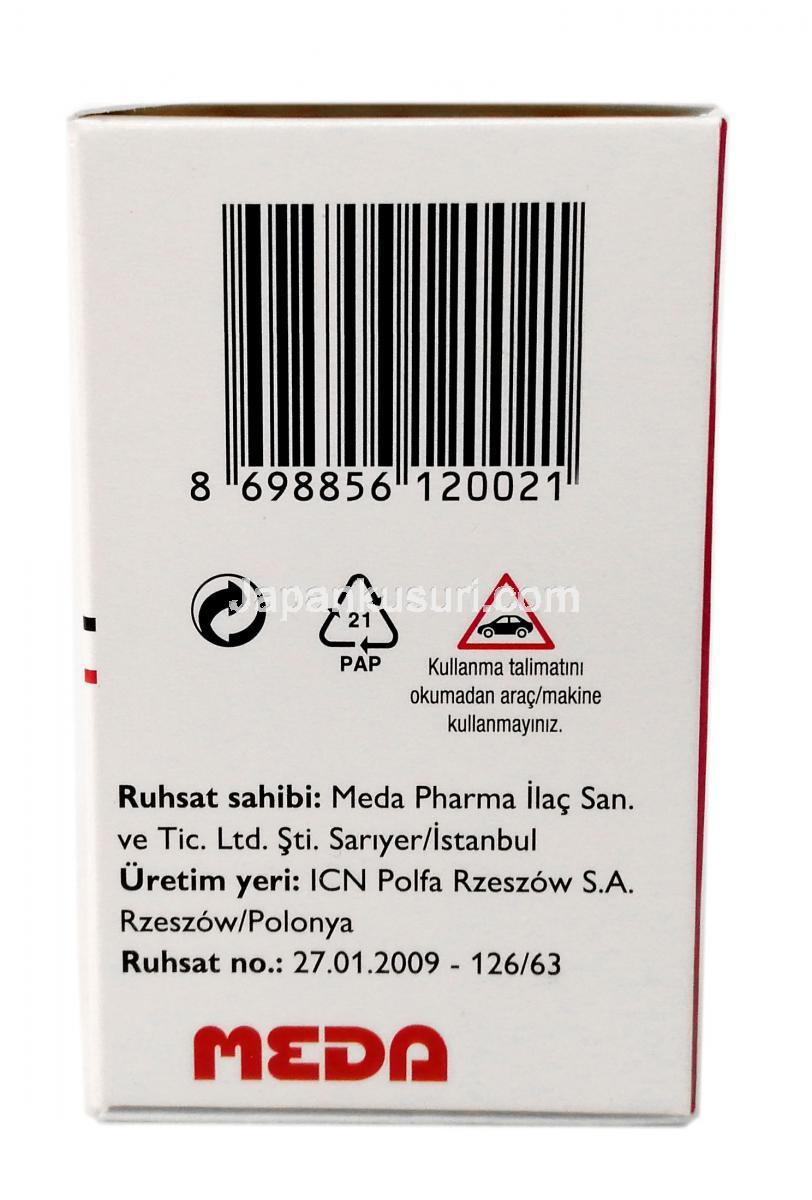 8 698856 120021
Japankusuri.com
21
PAP
Kullanma talimatını
okumadan araç/makine
kullanmayınız.
Ruhsat sahibi: Meda Pharma İlaç San.
ve Tic. Ltd. Şti. Sarıyer/İstanbul
Üretim yeri: ICN Polfa Rzeszów S.A.
Rzeszów/Polonya
Ruhsat no.: 27.01.2009 - 126/63
MEDA